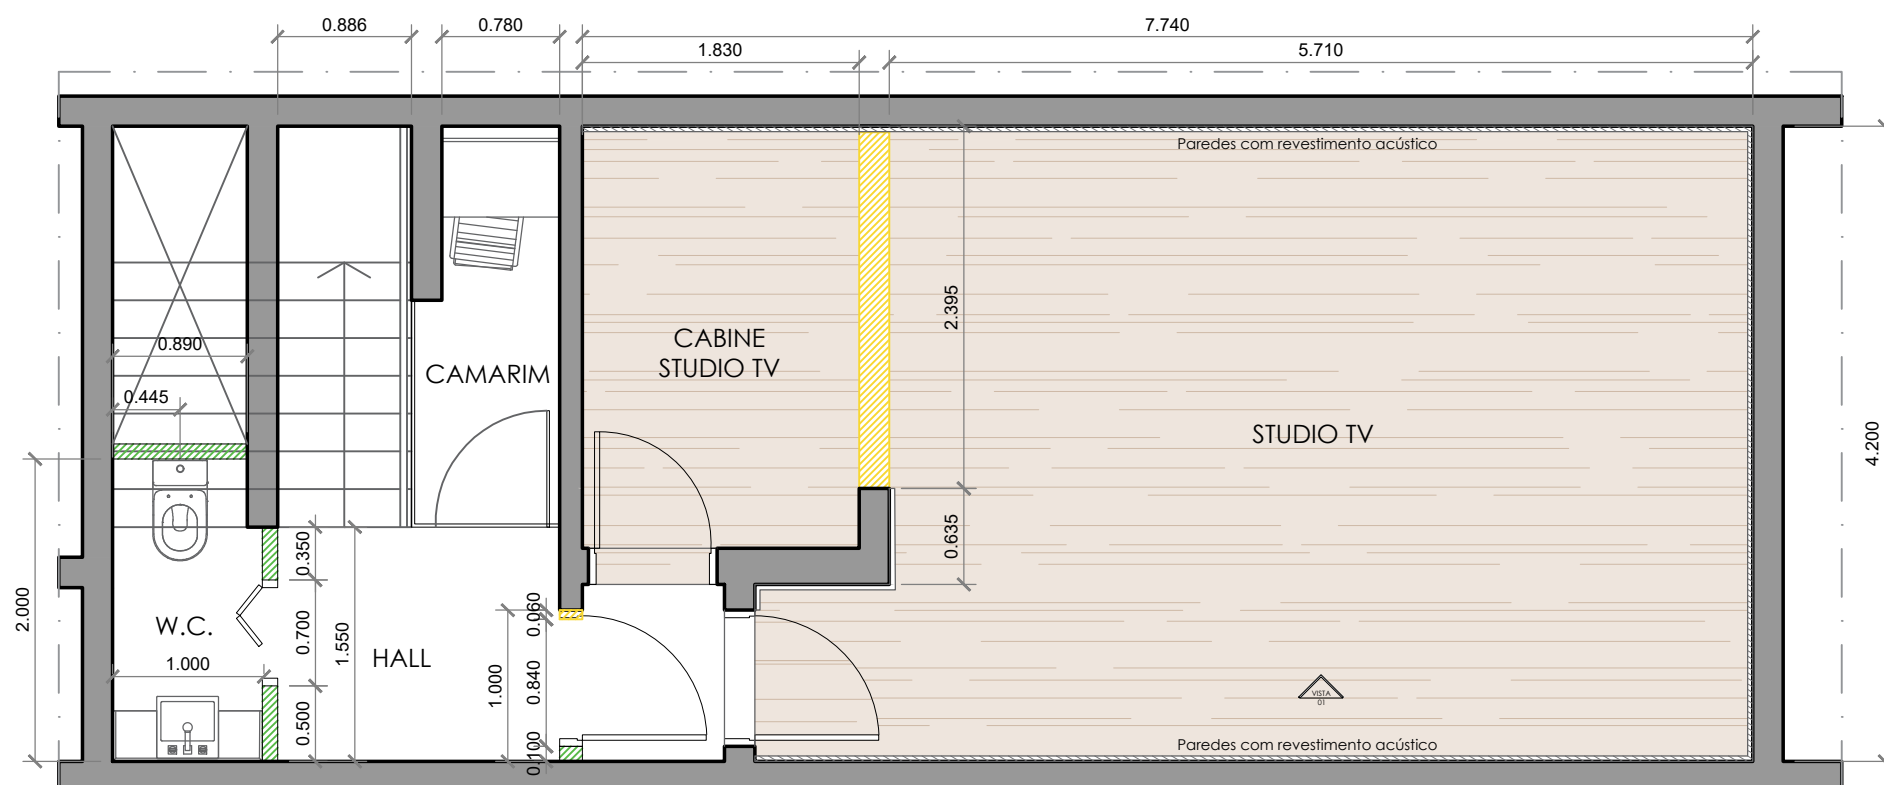 0.886
0.780
7.740
1.830
5.710
Paredes com revestimento acústico
2.395
CABINE
STUDIO TV
0.890
CAMARIM
0.445
STUDIO TV
4.200
0.635
0.350
2.000
W.C.
0.700
1.550
HALL
1.000
0.060
1.000
0.840
VISTA
01
0.500
0.100
Paredes com revestimento acústico